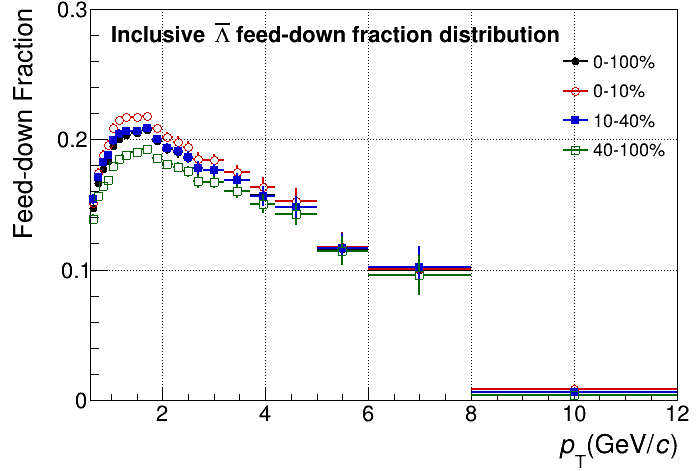 Inclusive Λ̅ feed-down fraction distribution
0-100%
0-10%
10-40%
40-100%
Feed-down Fraction
0.3
0.2
0.1
0
2 4 6 8 10 12
p_T (GeV/c)